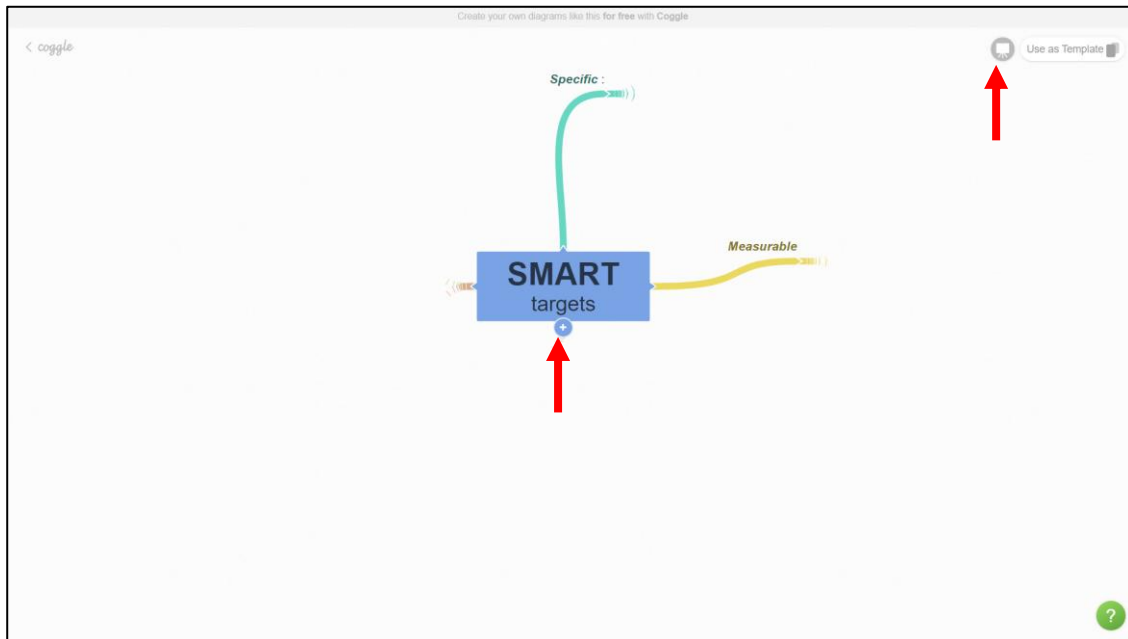 Create your own diagrams like this for free with Coggle
coggle
Use as Template
Specific :
Measurable
SMART
targets
+
?